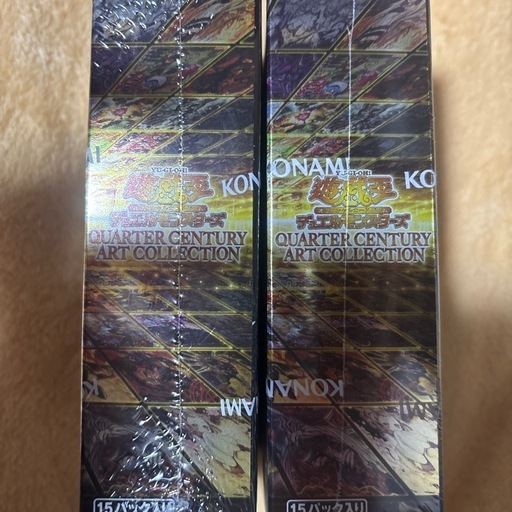 YU-GI-OH!
遊戯王
デュエルモンスターズ
QUARTER CENTURY
ART COLLECTION
15パック入り
AMI
KON
KONAMI
AMI
YU-GI-OH!
遊戯王
デュエルモンスターズ
QUARTER CENTURY
ART COLLECTION
15パック入り
KONAMI
KO
KONAMI